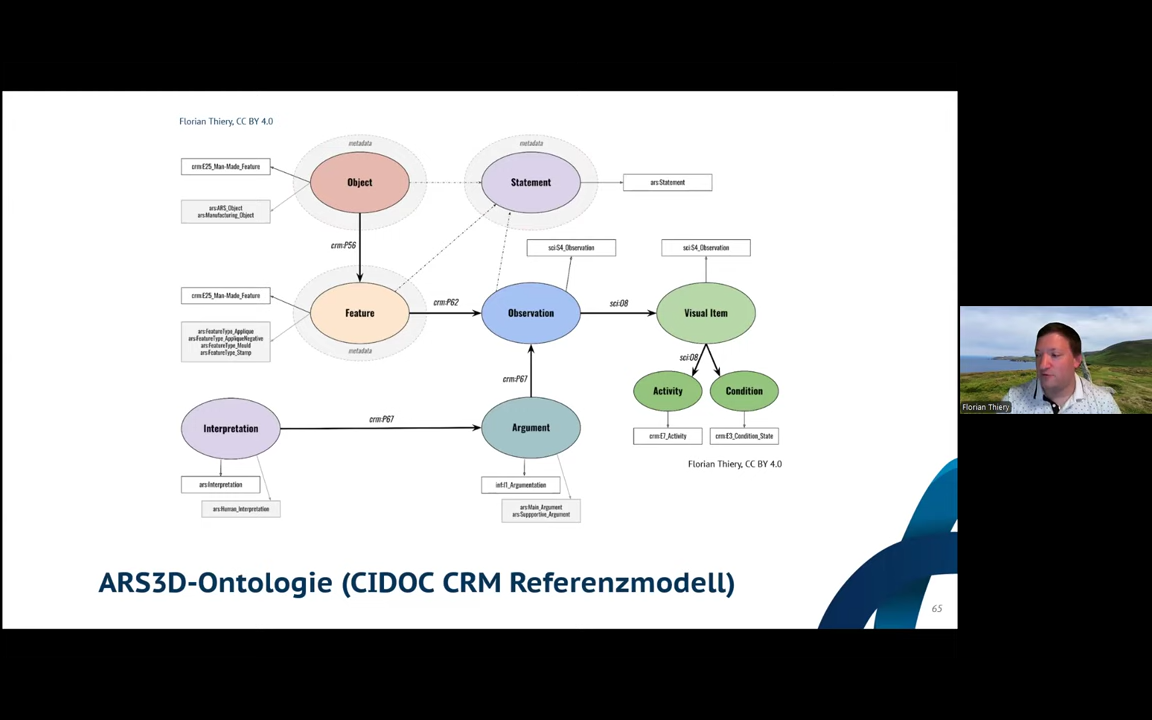 Florian Thiery, CC BY 4.0
metadata
metadata
crm:E25_Man-Made_Feature
Object
Statement
ars:Statement
ars:ARS_Object
ars:Manufacturing_Object
crm:P56
sci:S4_Observation
sci:S4_Observation
crm:E25_Man-Made_Feature
crm:P62
sci:O8
Feature
Observation
Visual Item
ars:FeatureType_Applique
ars:FeatureType_AppliqueNegative
ars:FeatureType_Mould
ars:FeatureType_Stamp
metadata
sci:O8
crm:P67
Activity
Condition
Interpretation
crm:P67
Argument
crm:E7_Activity
crm:E3_Condition_State
Florian Thiery, CC BY 4.0
ars:Interpretation
int:I1_Argumentation
ars:Human_Interpretation
ars:Main_Argument
ars:Suppportive_Argument
ARS3D-Ontologie (CIDOC CRM Referenzmodell)
65
Florian Thiery